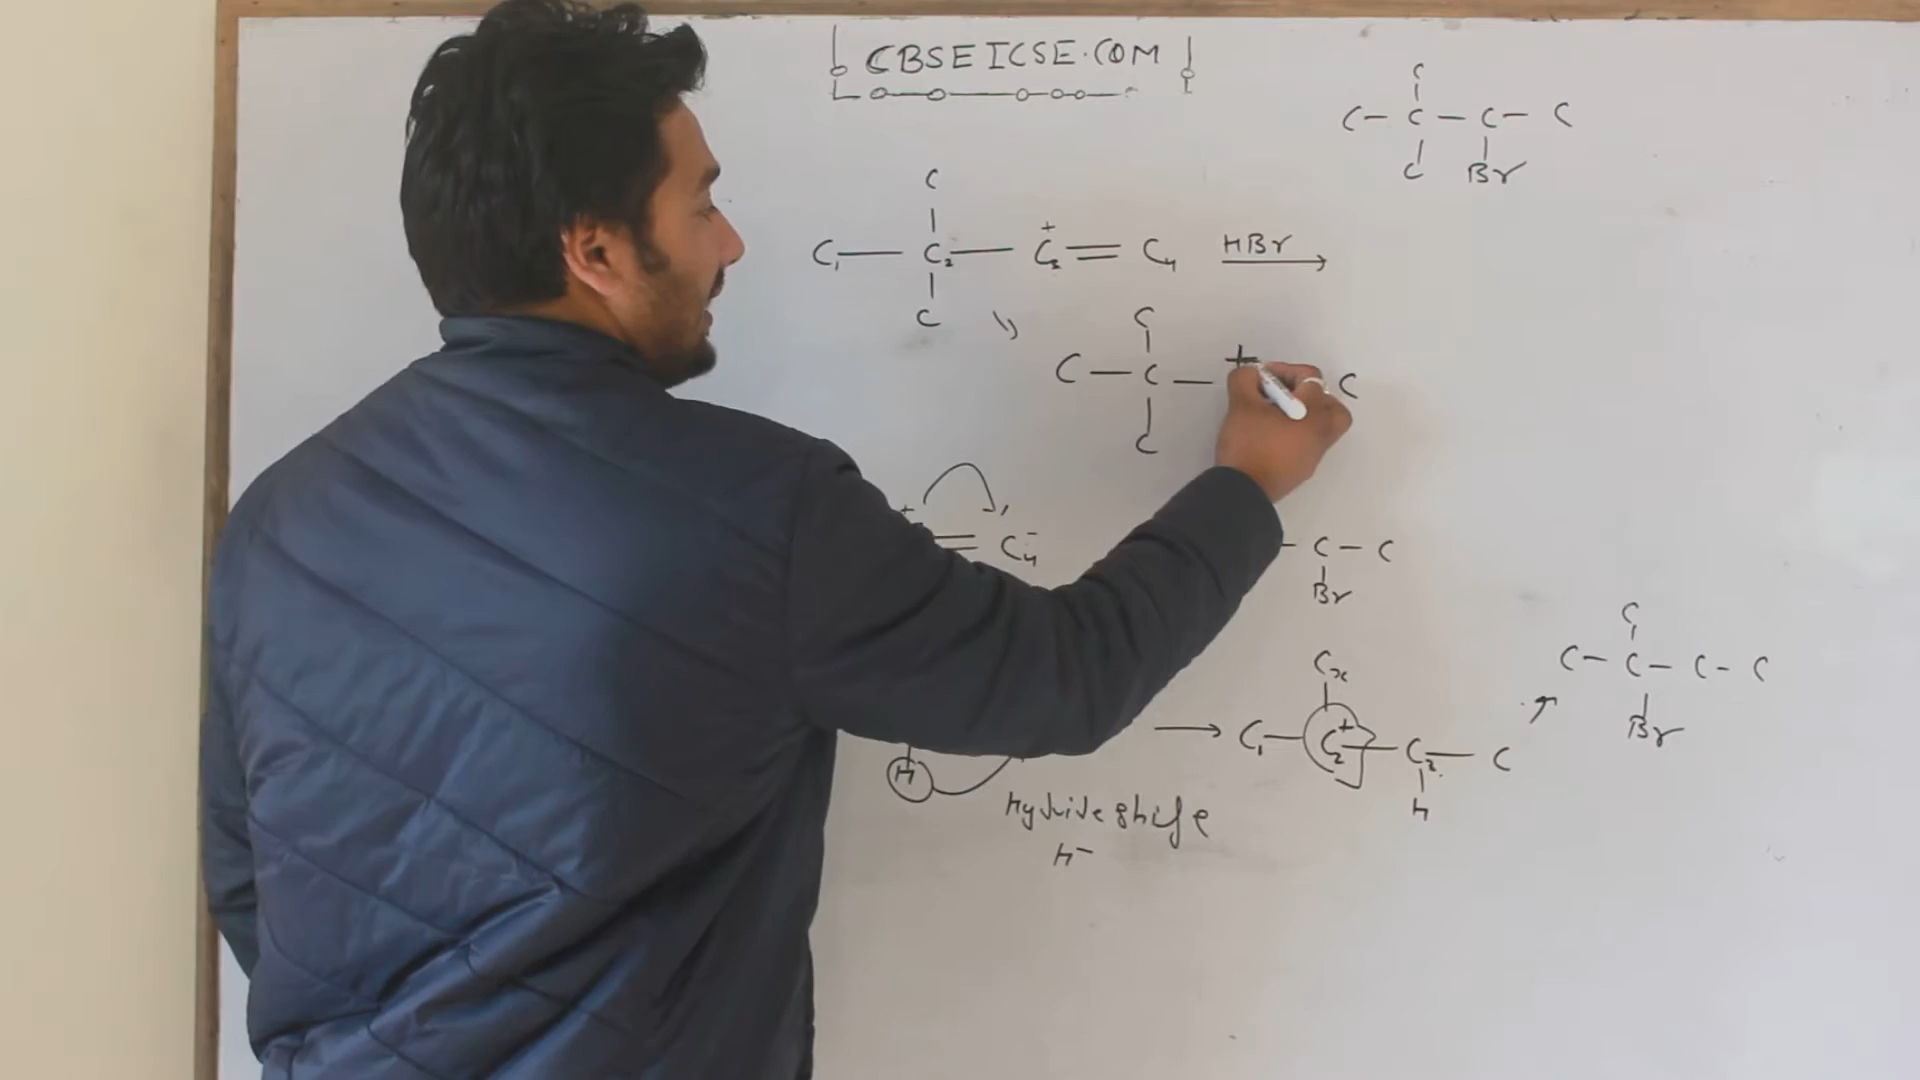 CBSEICSE.COM
C
C – C – C – C
C Br
C
C₁ — C₂ — C₃⁺ = C₄ HBr →
C
C
C — C — + C
C
+
= C₄⁻
– C – C
Br
C
C – C – C – C
Br
Cx
→ C₁ – C₂⁺ – C₃ – C
H
H
Hydride shift
H⁻